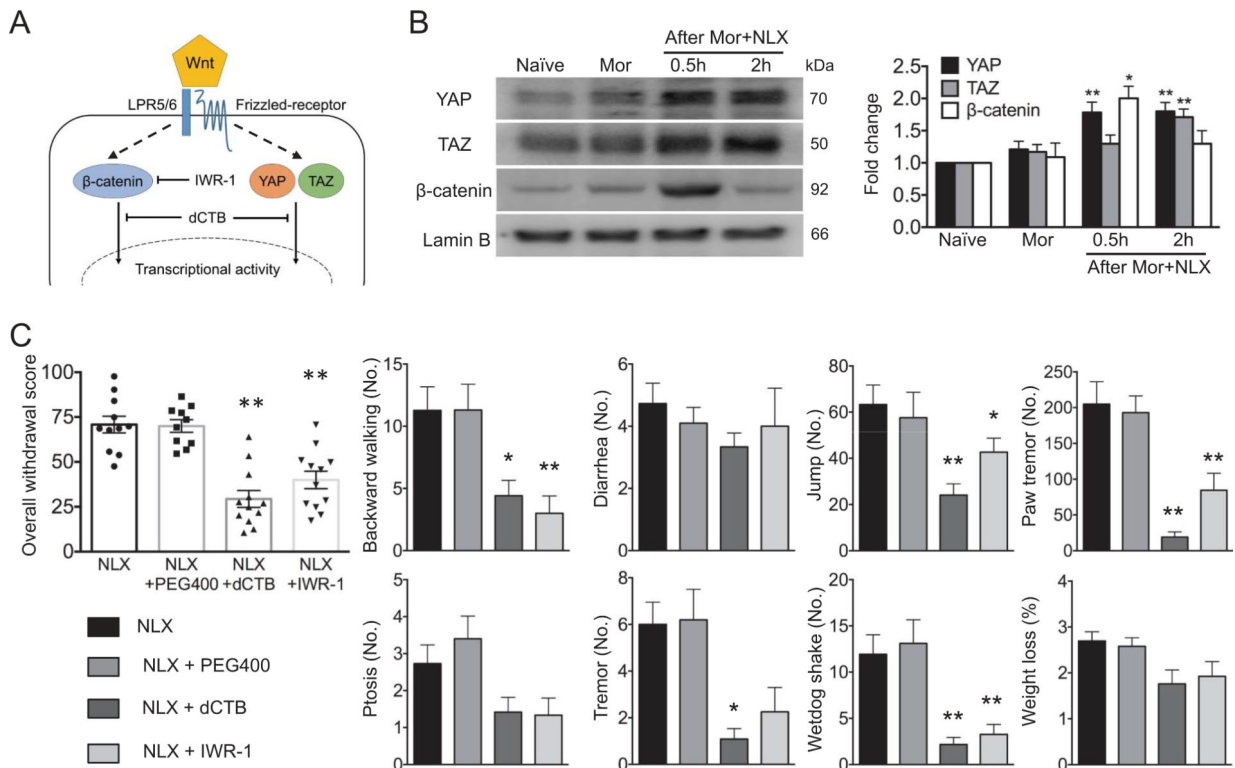 A
Wnt
LPR5/6
Frizzled-receptor
β-catenin
IWR-1
YAP
TAZ
dCTB
Transcriptional activity
B
After Mor+NLX
Naïve
Mor
0.5h
2h
kDa
YAP
70
TAZ
50
β-catenin
92
Lamin B
66
Fold change
2.5
2.0
1.5
1.0
0.5
0.0
YAP
TAZ
β-catenin
**
*
** **
Naïve
Mor
0.5h
2h
After Mor+NLX
C
Overall withdrawal score
100
75
50
25
0
**
**
NLX
NLX
+PEG400
NLX
+dCTB
NLX
+IWR-1
Backward walking (No.)
15
10
5
0
*
**
Diarrhea (No.)
6
4
2
0
Jump (No.)
80
60
40
20
0
**
*
Paw tremor (No.)
250
200
150
100
50
0
**
**
NLX
NLX + PEG400
NLX + dCTB
NLX + IWR-1
Ptosis (No.)
5
4
3
2
1
0
Tremor (No.)
8
6
4
2
0
*
Wetdog shake (No.)
20
15
10
5
0
**
**
Weight loss (%)
4
3
2
1
0